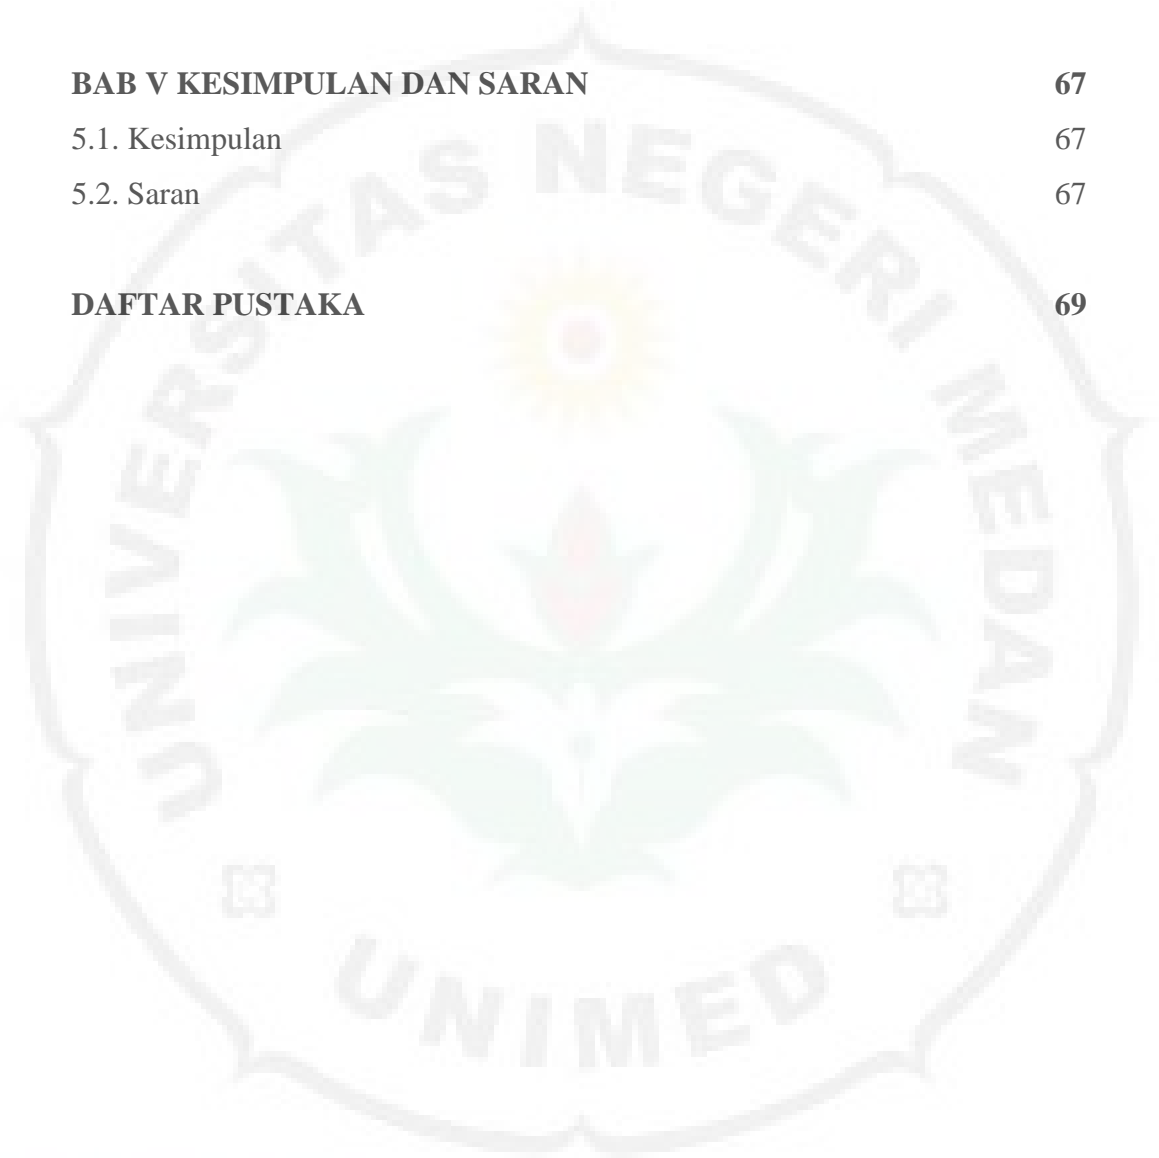 BAB V KESIMPULAN DAN SARAN 67
5.1. Kesimpulan 67
5.2. Saran 67
DAFTAR PUSTAKA 69
UNIVERSITAS NEGERI MEDAN
UNIMED